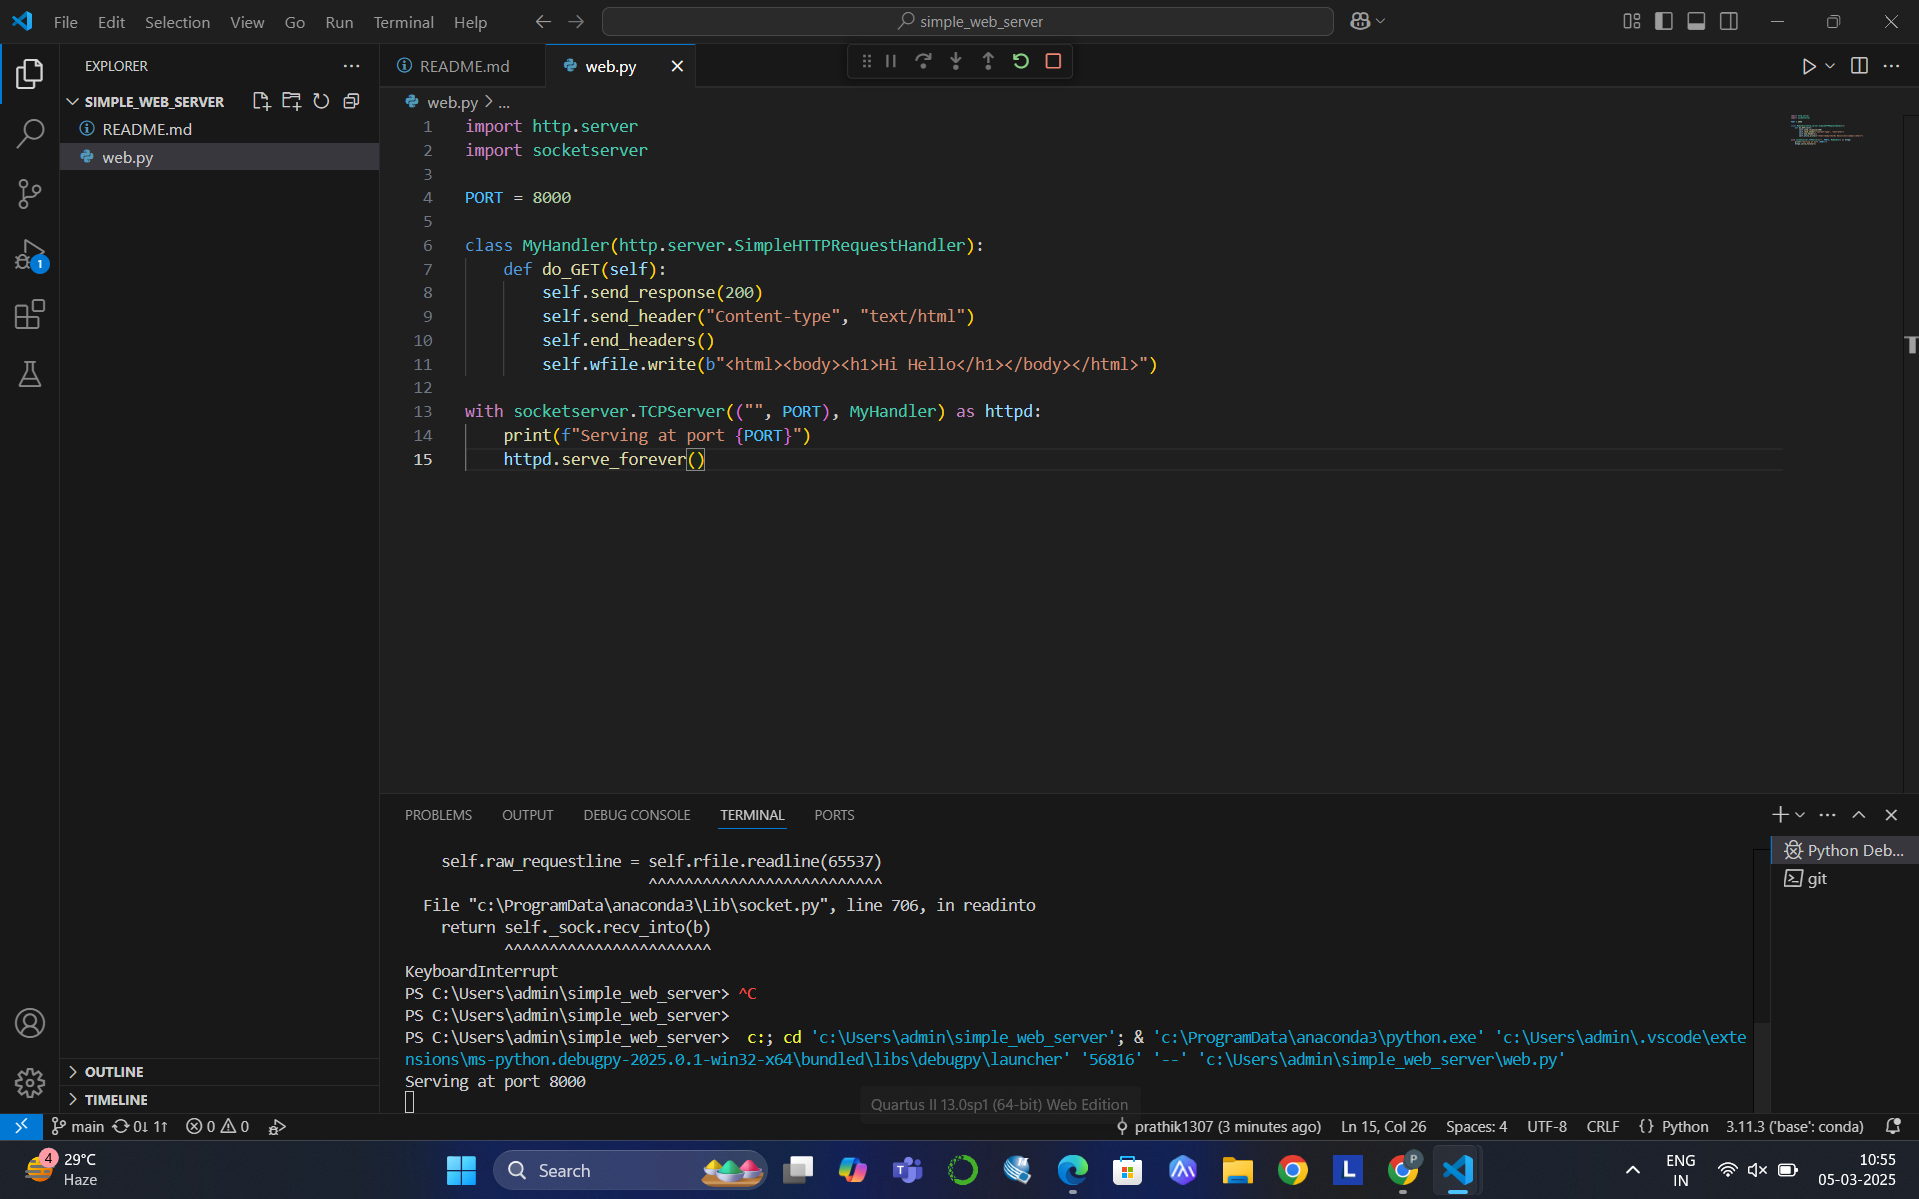 File Edit Selection View Go Run Terminal Help
simple_web_server
EXPLORER
SIMPLE_WEB_SERVER
README.md
web.py
OUTLINE
TIMELINE
README.md
web.py
web.py > ...
1 import http.server
2 import socketserver
3
4 PORT = 8000
5
6 class MyHandler(http.server.SimpleHTTPRequestHandler):
7 def do_GET(self):
8 self.send_response(200)
9 self.send_header("Content-type", "text/html")
10 self.end_headers()
11 self.wfile.write(b"<html><body><h1>Hi Hello</h1></body></html>")
12
13 with socketserver.TCPServer(("", PORT), MyHandler) as httpd:
14 print(f"Serving at port {PORT}")
15 httpd.serve_forever()
1
PROBLEMS OUTPUT DEBUG CONSOLE TERMINAL PORTS
self.raw_requestline = self.rfile.readline(65537)
^^^^^^^^^^^^^^^^^^^^^^^^^^
File "c:\ProgramData\anaconda3\Lib\socket.py", line 706, in readinto
return self._sock.recv_into(b)
^^^^^^^^^^^^^^^^^^^^^^^
KeyboardInterrupt
PS C:\Users\admin\simple_web_server> ^C
PS C:\Users\admin\simple_web_server>
PS C:\Users\admin\simple_web_server> c:; cd 'c:\Users\admin\simple_web_server'; & 'c:\ProgramData\anaconda3\python.exe' 'c:\Users\admin\.vscode\exte
nsions\ms-python.debugpy-2025.0.1-win32-x64\bundled\libs\debugpy\launcher' '56816' '--' 'c:\Users\admin\simple_web_server\web.py'
Serving at port 8000
Python Deb...
git
Quartus II 13.0sp1 (64-bit) Web Edition
main 0↓ 1↑ 0 0 prathik1307 (3 minutes ago) Ln 15, Col 26 Spaces: 4 UTF-8 CRLF {} Python 3.11.3 ('base': conda)
4
29°C
Haze
Search
L
P
ENG
IN
10:55
05-03-2025